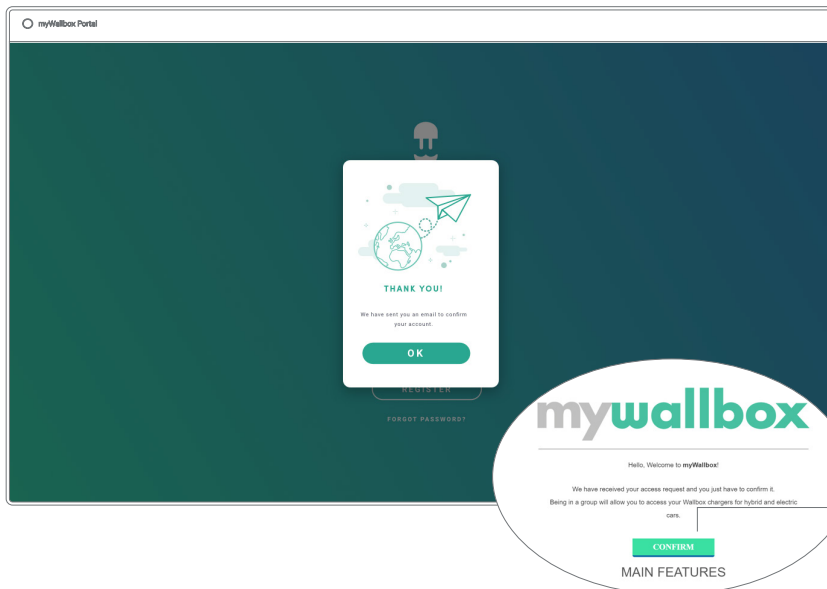 myWallbox Portal
THANK YOU!
We have sent you an email to confirm
your account.
OK
REGISTER
FORGOT PASSWORD?
mywallbox
Hello, Welcome to myWallbox!
We have received your access request and you just have to confirm it.
Being in a group will allow you to access your Wallbox chargers for hybrid and electric
cars.
CONFIRM
MAIN FEATURES